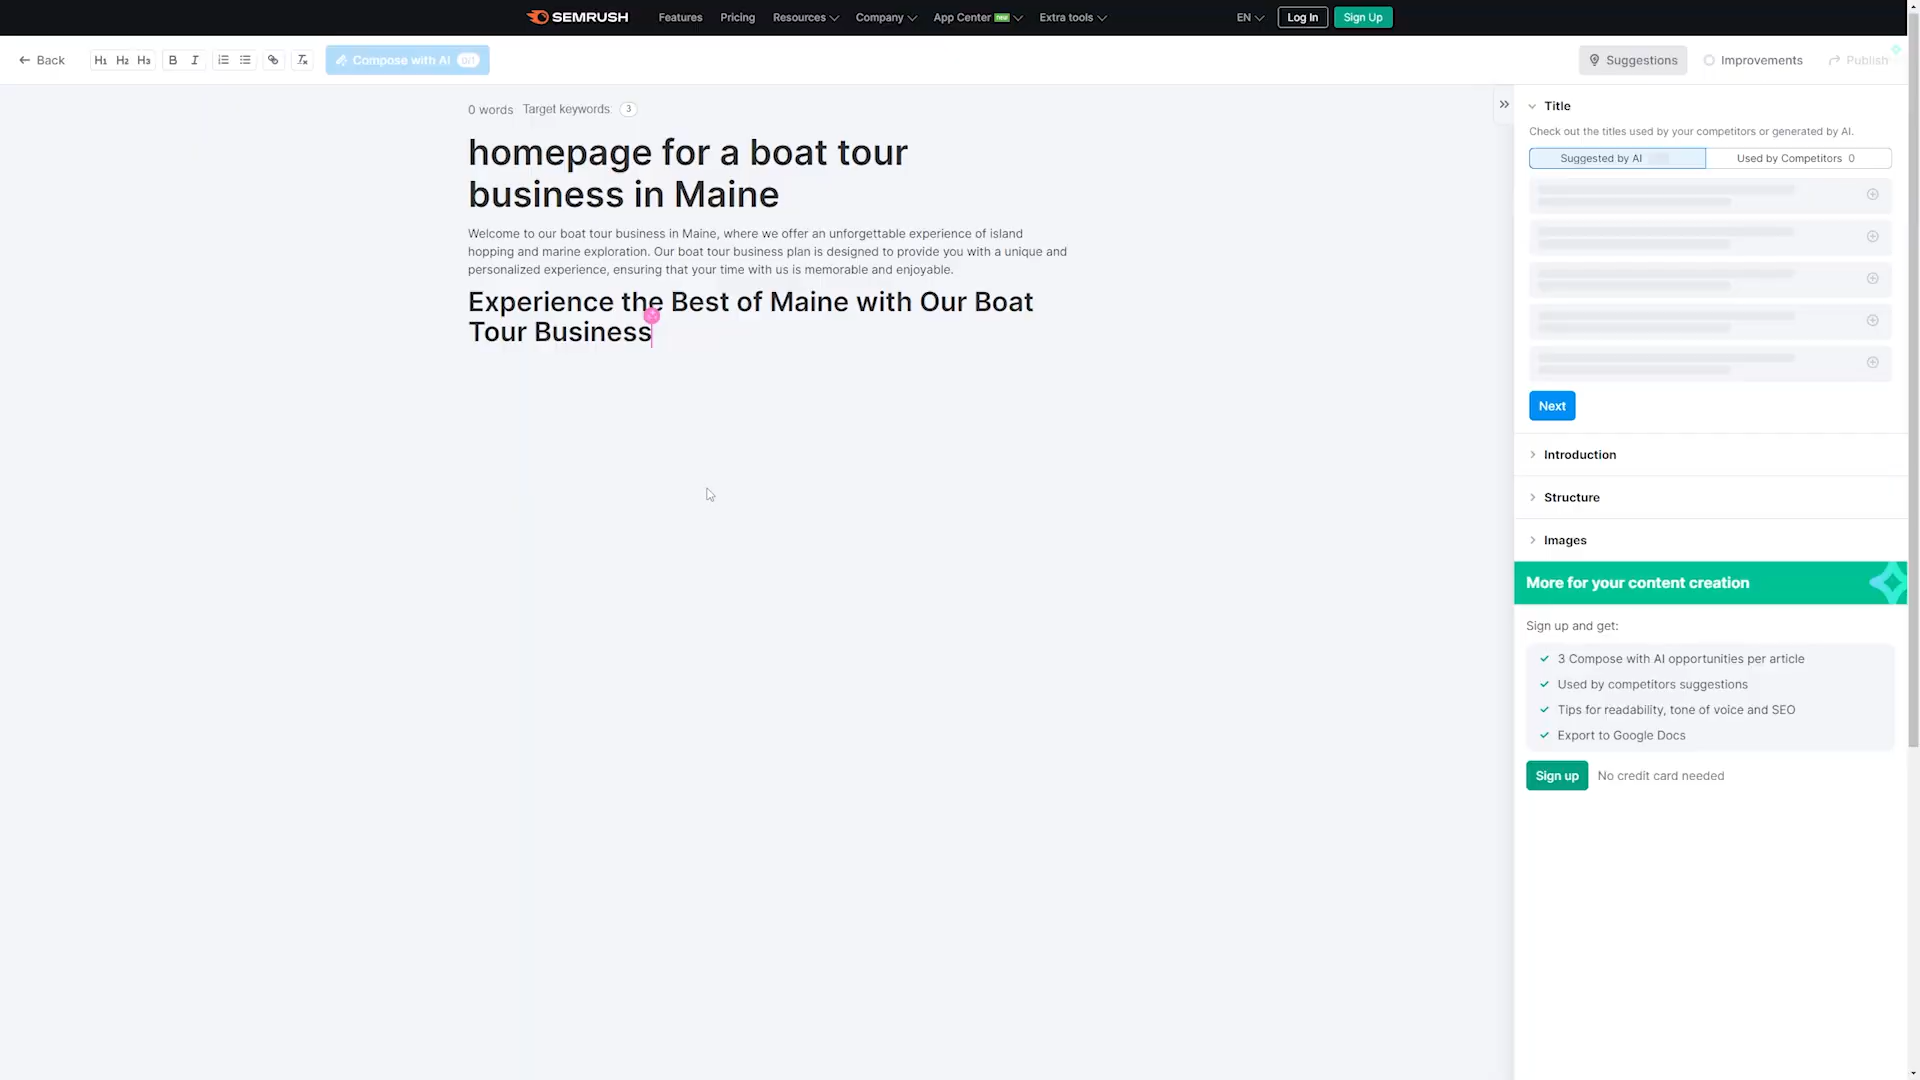 SEMRUSH Features Pricing Resources Company App Center NEW Extra tools EN Log In Sign Up
Back H1 H2 H3 B I Compose with AI 0/1 Suggestions Improvements Publish
0 words Target keywords: 3
homepage for a boat tour
business in Maine
Welcome to our boat tour business in Maine, where we offer an unforgettable experience of island
hopping and marine exploration. Our boat tour business plan is designed to provide you with a unique and
personalized experience, ensuring that your time with us is memorable and enjoyable.
Experience the Best of Maine with Our Boat
Tour Business
Title
Check out the titles used by your competitors or generated by AI.
Suggested by AI Used by Competitors 0
Next
Introduction
Structure
Images
More for your content creation
Sign up and get:
3 Compose with AI opportunities per article
Used by competitors suggestions
Tips for readability, tone of voice and SEO
Export to Google Docs
Sign up No credit card needed